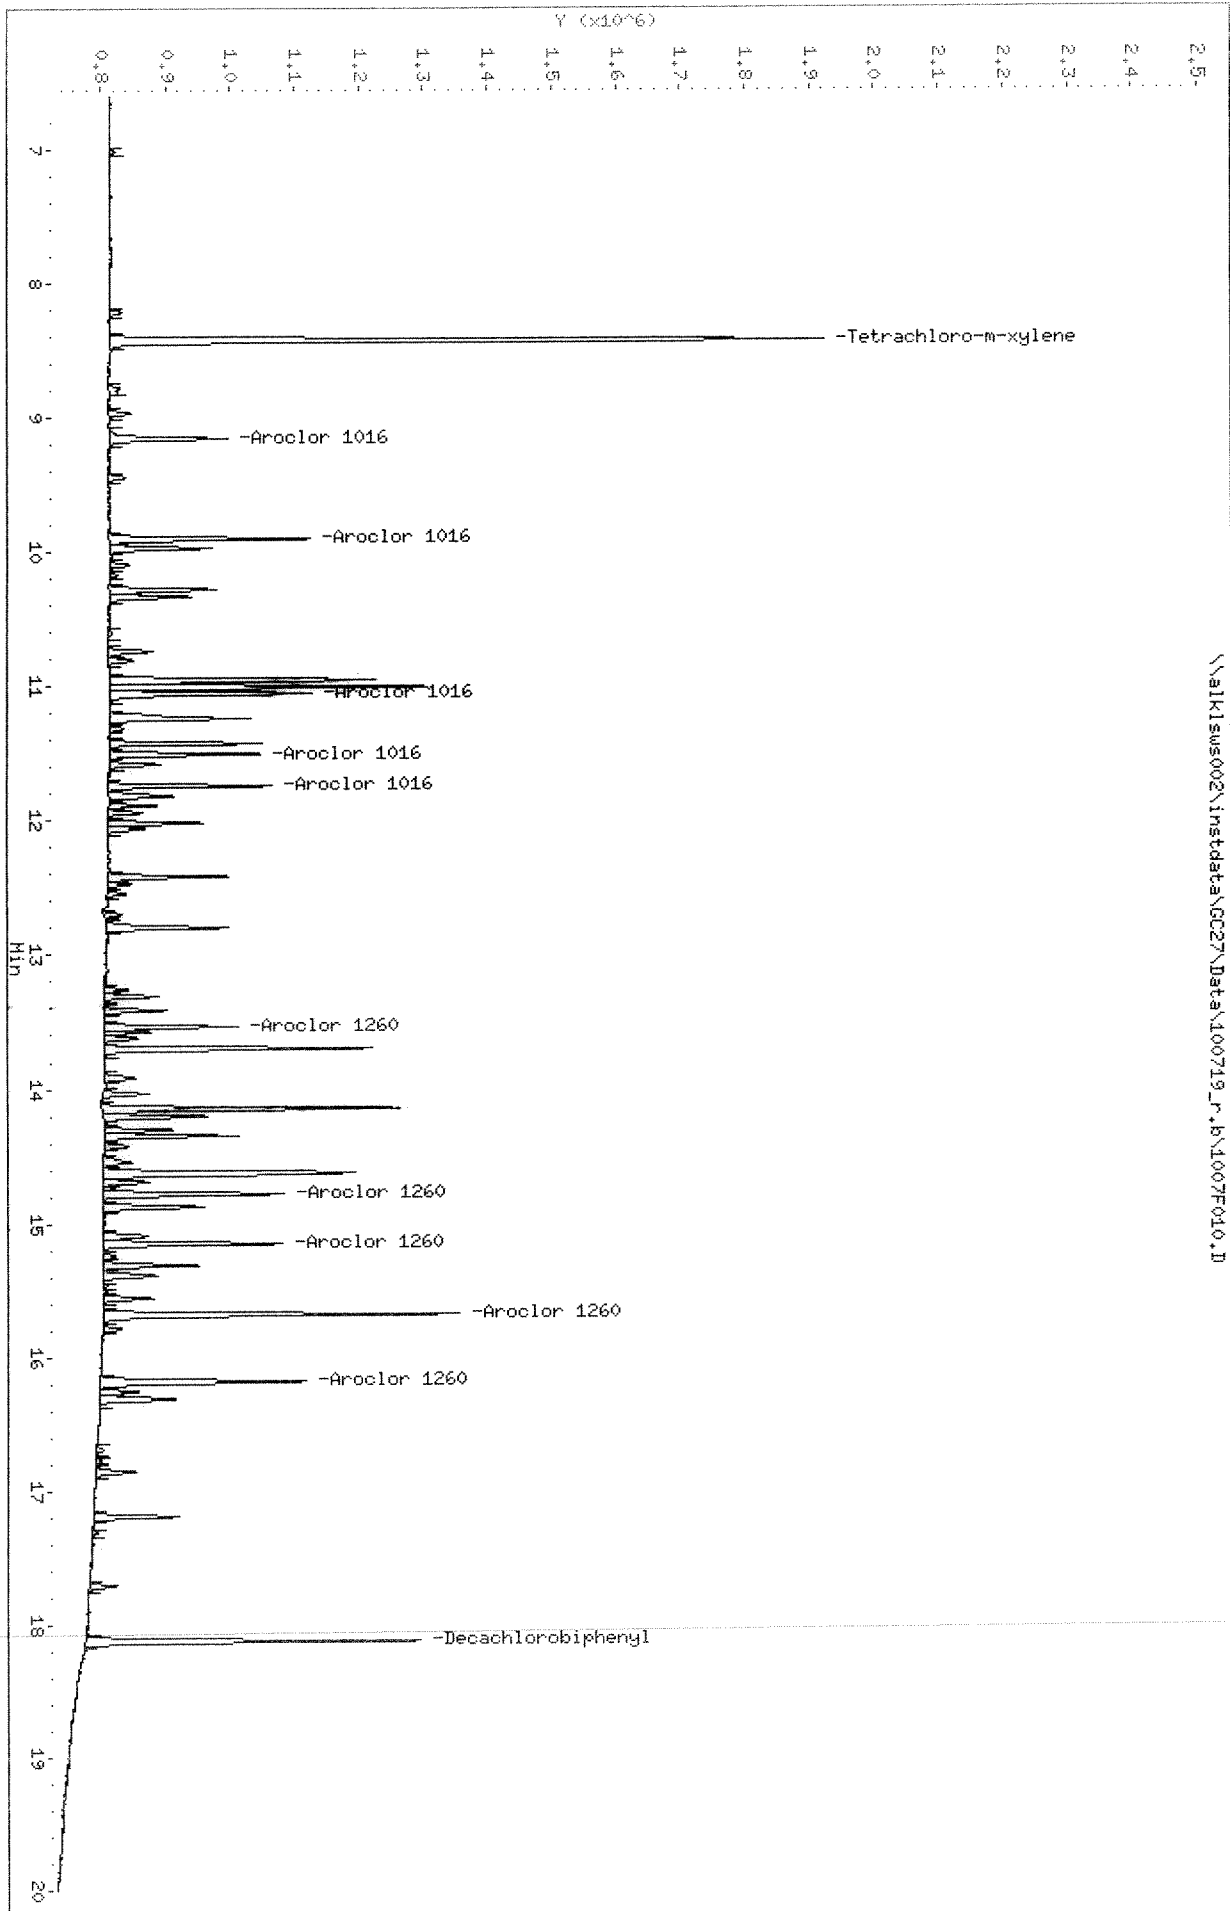 \\alklsws002\instdata\GC27\Data\100719_r.b\1007F010.D
Y (x10^6)
0.8
0.9
1.0
1.1
1.2
1.3
1.4
1.5
1.6
1.7
1.8
1.9
2.0
2.1
2.2
2.3
2.4
2.5
-Tetrachloro-m-xylene
-Aroclor 1016
-Aroclor 1016
-Aroclor 1016
-Aroclor 1016
-Aroclor 1016
-Aroclor 1260
-Aroclor 1260
-Aroclor 1260
-Aroclor 1260
-Aroclor 1260
-Decachlorobiphenyl
7
8
9
10
11
12
13
14
15
16
17
18
19
20
Min